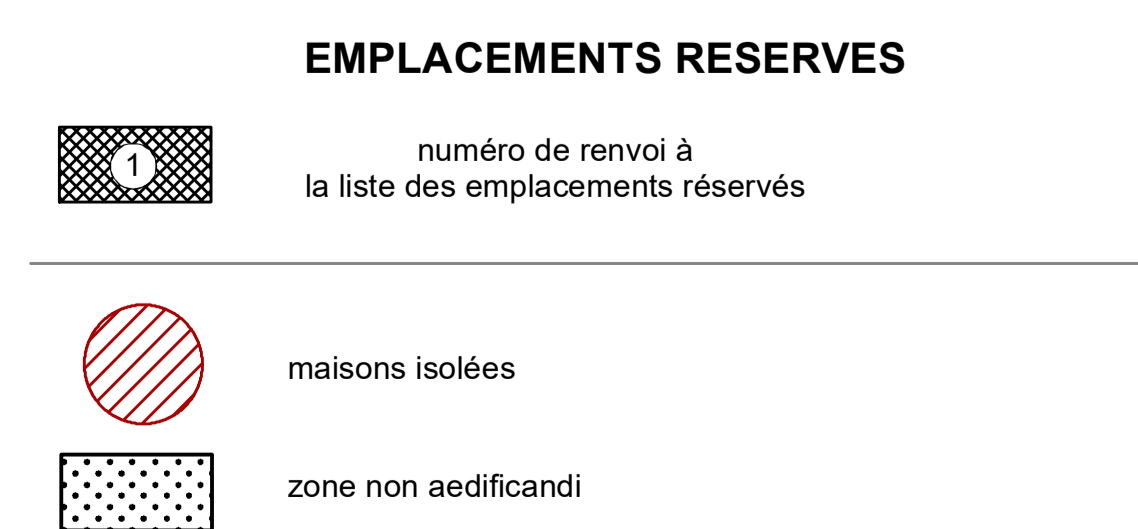 EMPLACEMENTS RESERVES
1
numéro de renvoi à
la liste des emplacements réservés
maisons isolées
zone non aedificandi